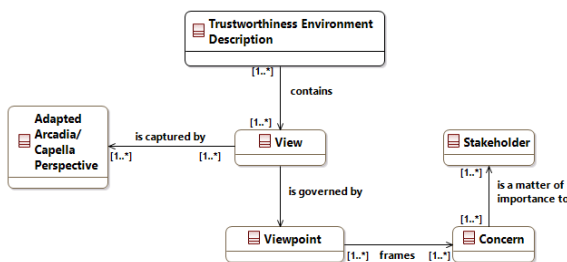 Trustworthiness Environment
Description
[1..*]
contains
[1..*]
Adapted
Arcadia/
Capella
Perspective
is captured by
[1..*]
[1..*]
View
Stakeholder
[1..*]
is governed by
is a matter of
importance to
[1..*]
Viewpoint
[1..*]
frames
[1..*]
Concern